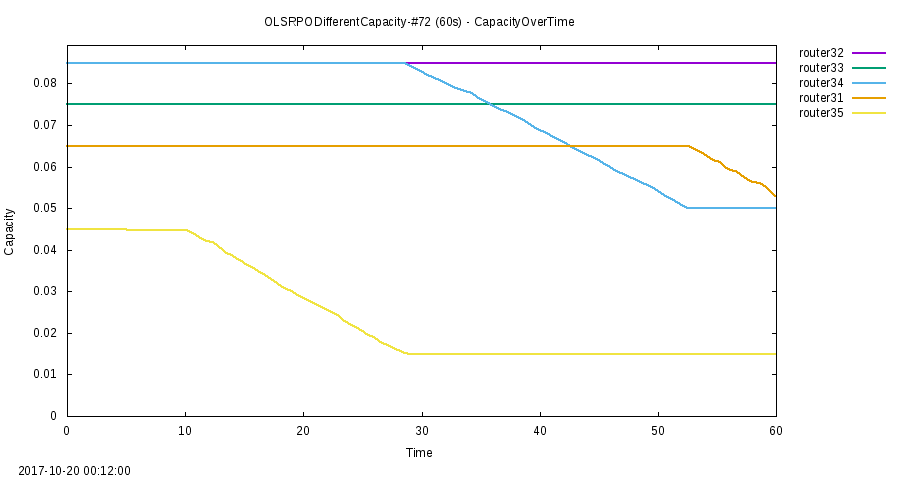 OLSRPODifferentCapacity-#72 (60s) - CapacityOverTime
router32
router33
router34
router31
router35
0.08
0.07
0.06
0.05
0.04
0.03
0.02
0.01
0
Capacity
0 10 20 30 40 50 60
Time
2017-10-20 00:12:00